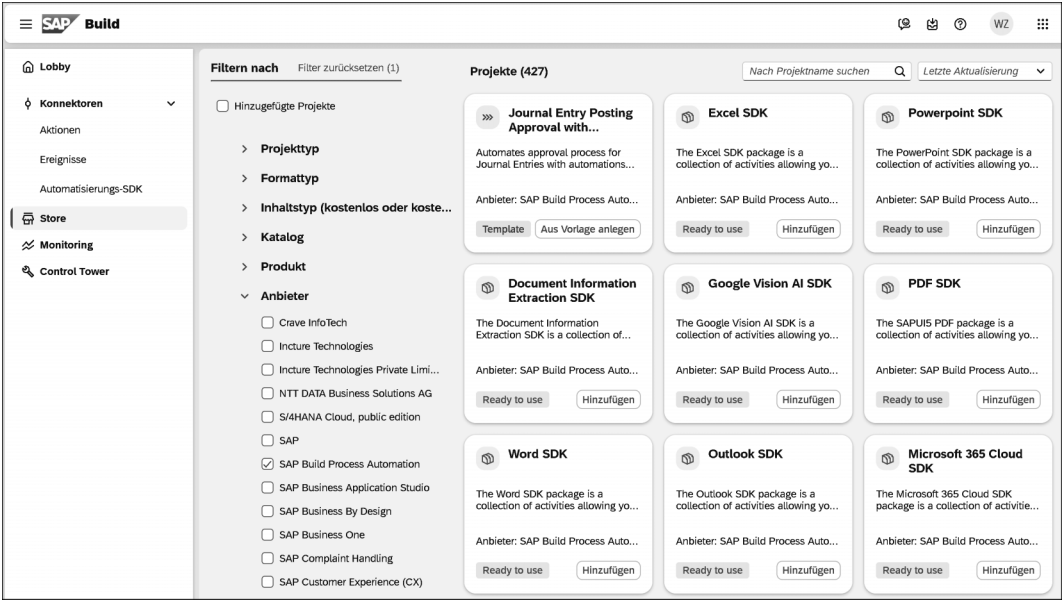 SAP Build
WZ
Lobby
Konnektoren
Aktionen
Ereignisse
Automatisierungs-SDK
Store
Monitoring
Control Tower
Filtern nach
Filter zurücksetzen (1)
Hinzugefügte Projekte
Projekttyp
Formattyp
Inhaltstyp (kostenlos oder koste...
Katalog
Produkt
Anbieter
Crave InfoTech
Incture Technologies
Incture Technologies Private Limi...
NTT DATA Business Solutions AG
S/4HANA Cloud, public edition
SAP
SAP Build Process Automation
SAP Business Application Studio
SAP Business By Design
SAP Business One
SAP Complaint Handling
SAP Customer Experience (CX)
Projekte (427)
Nach Projektname suchen
Letzte Aktualisierung
Journal Entry Posting
Approval with...
Automates approval process for
Journal Entries with automations...
Anbieter: SAP Build Process Auto...
Template
Aus Vorlage anlegen
Excel SDK
The Excel SDK package is a
collection of activities allowing yo...
Anbieter: SAP Build Process Auto...
Ready to use
Hinzufügen
Powerpoint SDK
The PowerPoint SDK package is a
collection of activities allowing yo...
Anbieter: SAP Build Process Auto...
Ready to use
Hinzufügen
Document Information
Extraction SDK
The Document Information
Extraction SDK is a collection of...
Anbieter: SAP Build Process Auto...
Ready to use
Hinzufügen
Google Vision AI SDK
The Google Vision AI SDK is a
collection of activities allowing yo...
Anbieter: SAP Build Process Auto...
Ready to use
Hinzufügen
PDF SDK
The SAPUI5 PDF package is a
collection of activities allowing yo...
Anbieter: SAP Build Process Auto...
Ready to use
Hinzufügen
Word SDK
The Word SDK package is a
collection of activities allowing yo...
Anbieter: SAP Build Process Auto...
Ready to use
Hinzufügen
Outlook SDK
The Outlook SDK package is a
collection of activities allowing yo...
Anbieter: SAP Build Process Auto...
Ready to use
Hinzufügen
Microsoft 365 Cloud
SDK
The Microsoft 365 Cloud SDK
package is a collection of activitie...
Anbieter: SAP Build Process Auto...
Ready to use
Hinzufügen